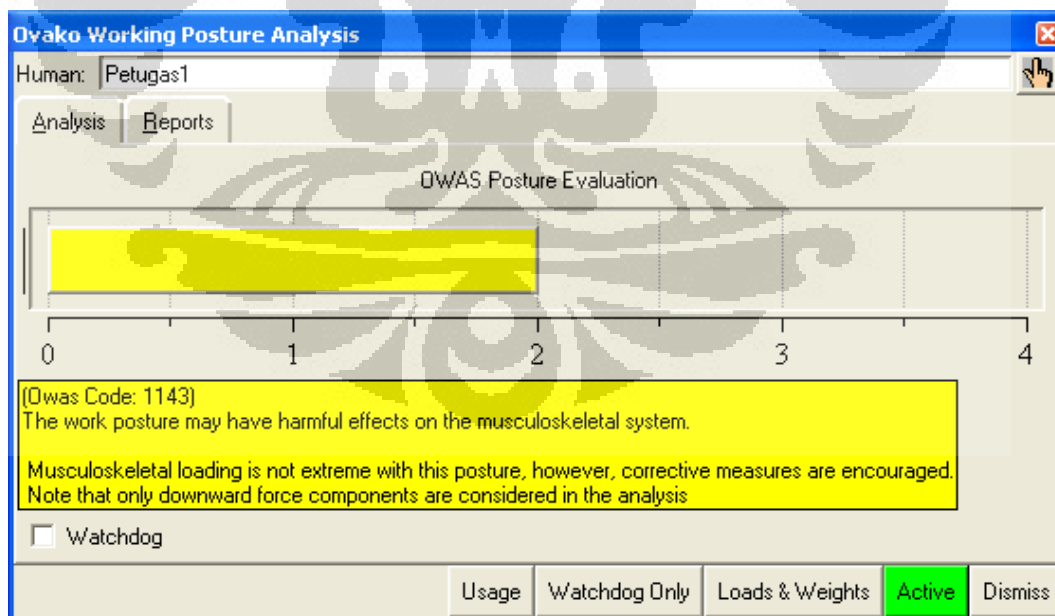 Ovako Working Posture Analysis
Human: Petugas1
Analysis Reports
OWAS Posture Evaluation
0 1 2 3 4
(Owas Code: 1143)
The work posture may have harmful effects on the musculoskeletal system.
Musculoskeletal loading is not extreme with this posture, however, corrective measures are encouraged.
Note that only downward force components are considered in the analysis
Watchdog
Usage Watchdog Only Loads & Weights Active Dismiss